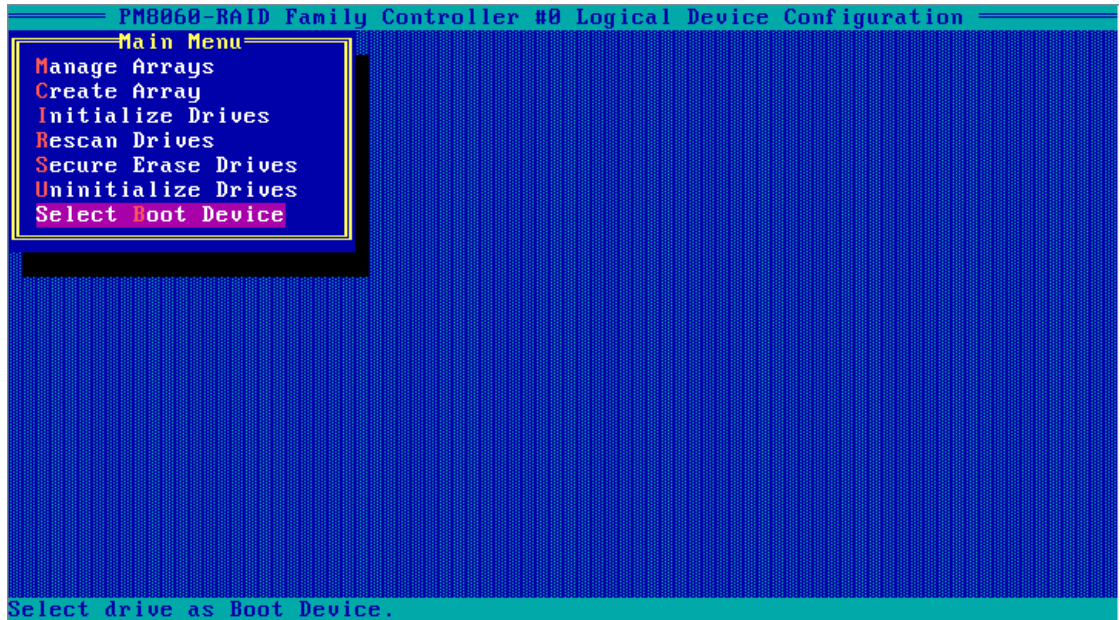 PM8060-RAID Family Controller #0 Logical Device Configuration
Main Menu
Manage Arrays
Create Array
Initialize Drives
Rescan Drives
Secure Erase Drives
Uninitialize Drives
Select Boot Device
Select drive as Boot Device.